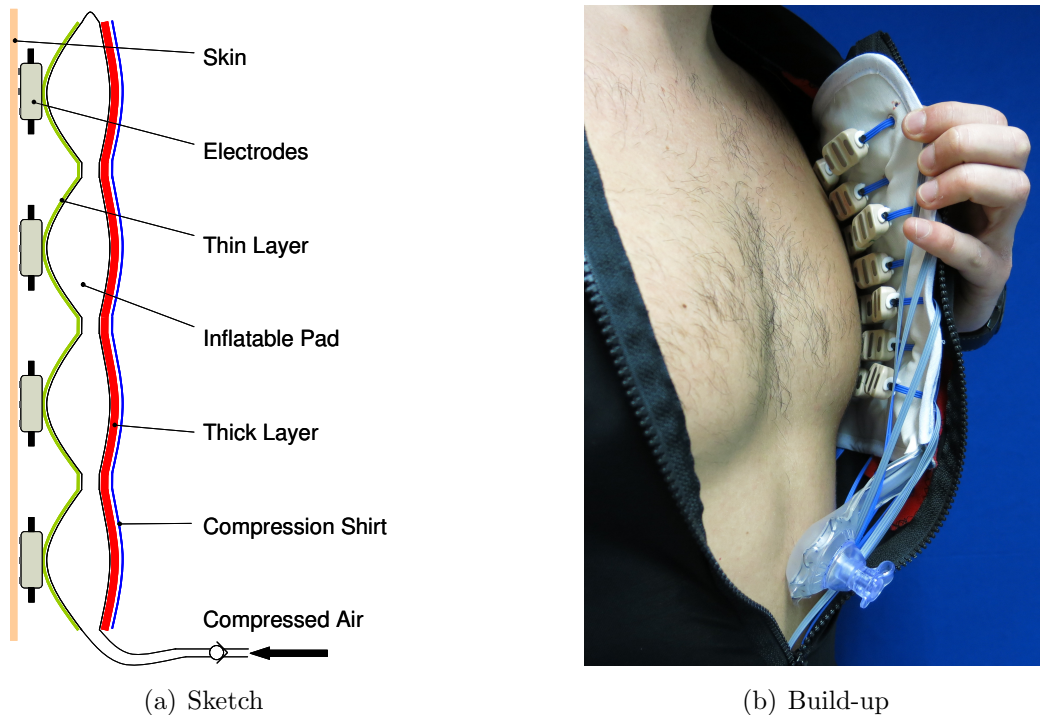 Skin
Electrodes
Thin Layer
Inflatable Pad
Thick Layer
Compression Shirt
Compressed Air
(a) Sketch
(b) Build-up